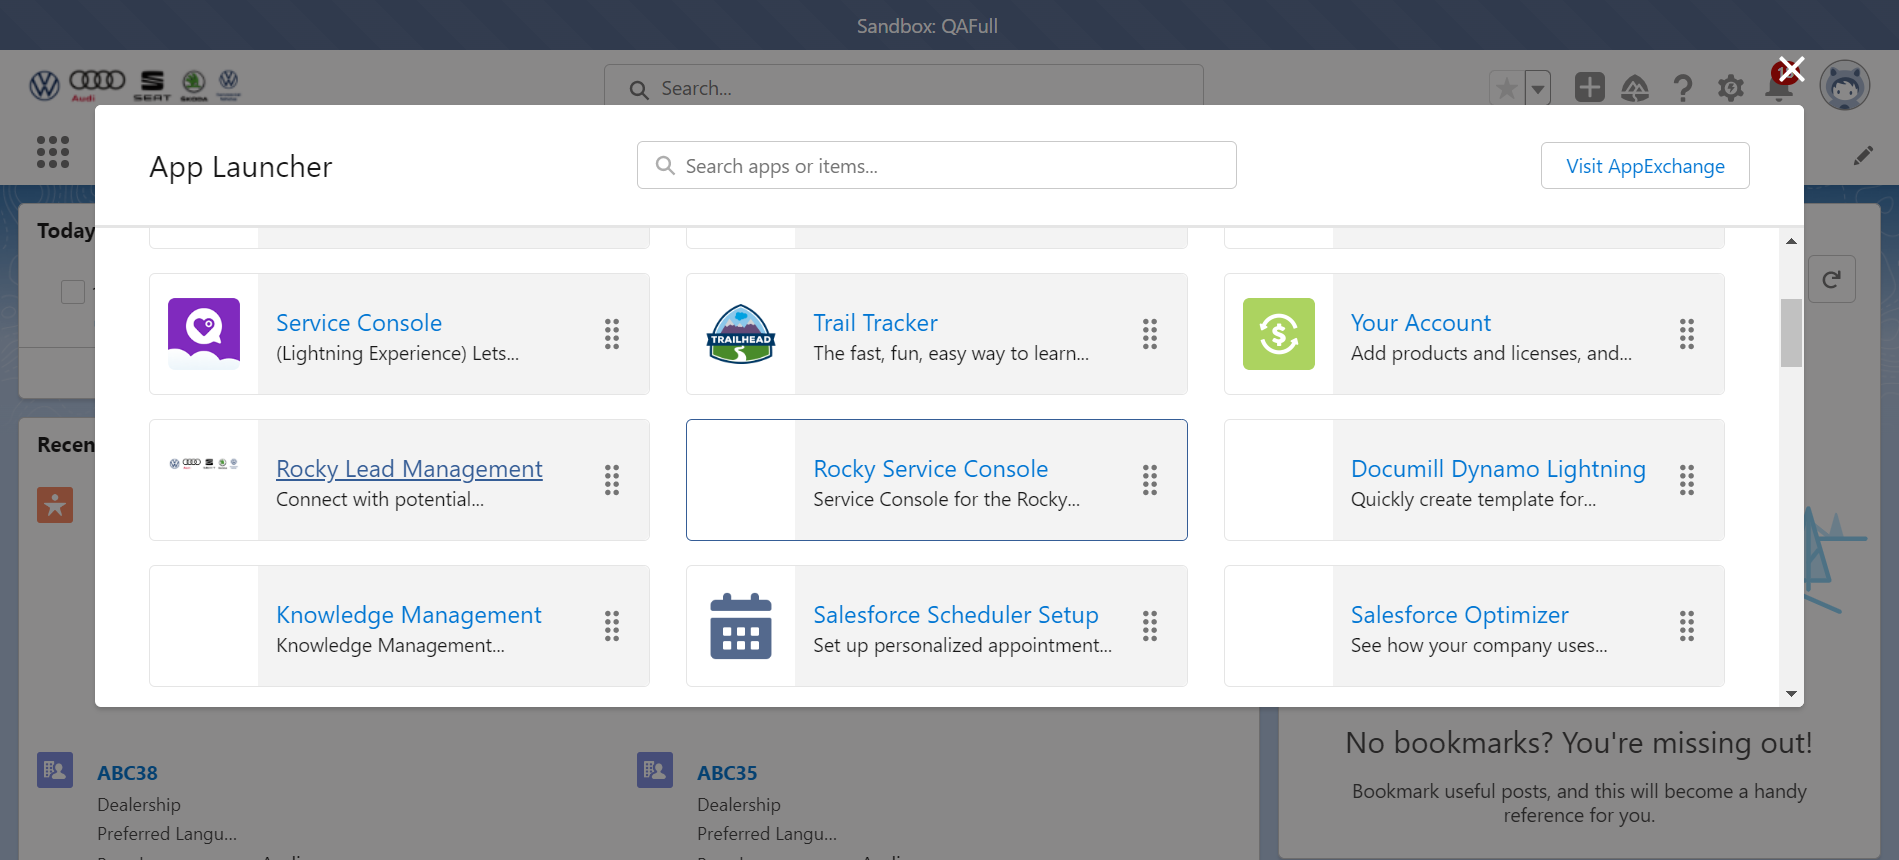 Sandbox: QAFull
Audi
SEAT
ŠKODA
Search...
App Launcher
Search apps or items...
Visit AppExchange
Today
Service Console
(Lightning Experience) Lets...
TRAILHEAD
Trail Tracker
The fast, fun, easy way to learn...
Your Account
Add products and licenses, and...
Recen
Rocky Lead Management
Connect with potential...
Rocky Service Console
Service Console for the Rocky...
Documill Dynamo Lightning
Quickly create template for...
Knowledge Management
Knowledge Management...
Salesforce Scheduler Setup
Set up personalized appointment...
Salesforce Optimizer
See how your company uses...
No bookmarks? You're missing out!
Bookmark useful posts, and this will become a handy
reference for you.
ABC38
Dealership
Preferred Langu...
ABC35
Dealership
Preferred Langu...